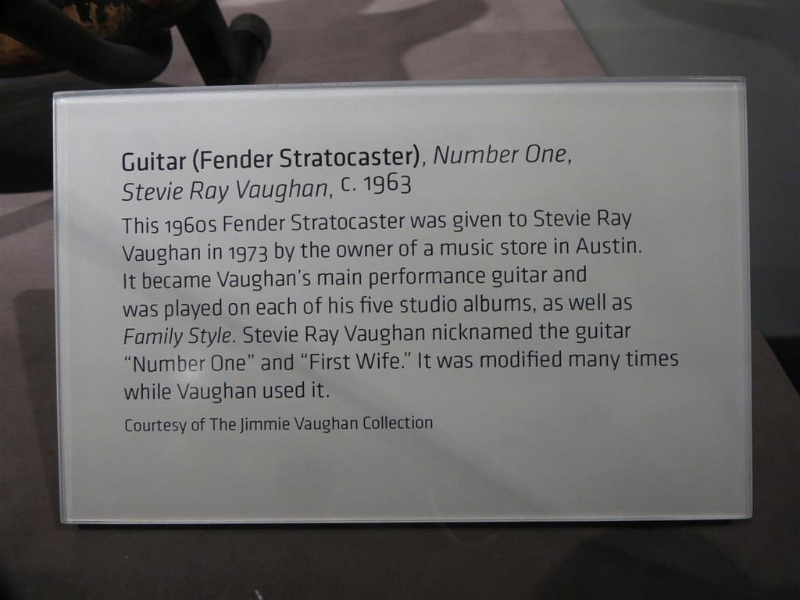 Guitar (Fender Stratocaster), Number One,
Stevie Ray Vaughan, c. 1963
This 1960s Fender Stratocaster was given to Stevie Ray
Vaughan in 1973 by the owner of a music store in Austin.
It became Vaughan's main performance guitar and
was played on each of his five studio albums, as well as
Family Style. Stevie Ray Vaughan nicknamed the guitar
“Number One” and “First Wife.” It was modified many times
while Vaughan used it.
Courtesy of The Jimmie Vaughan Collection